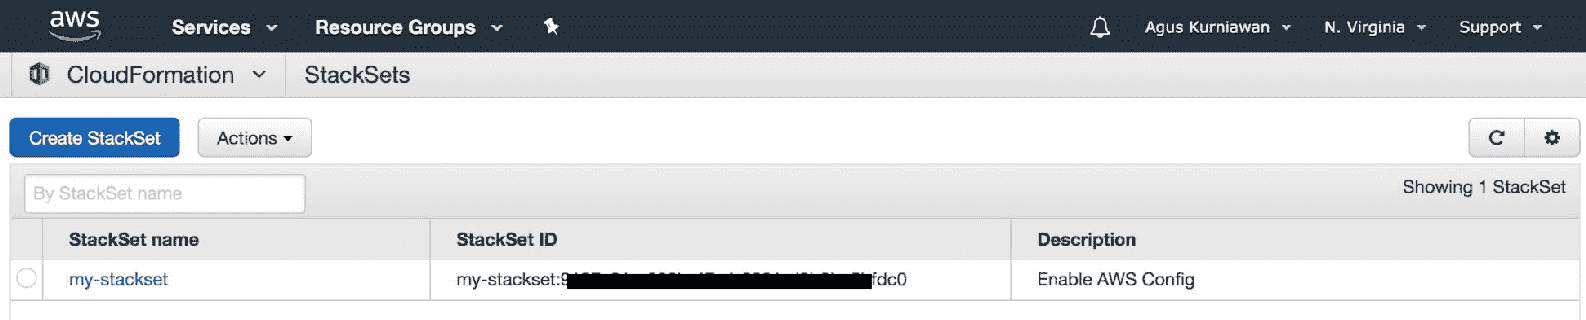 aws Services Resource Groups Agus Kurniawan N. Virginia Support
CloudFormation StackSets
Create StackSet Actions
By StackSet name Showing 1 StackSet
StackSet name StackSet ID Description
my-stackset my-stackset:9 fdc0 Enable AWS Config